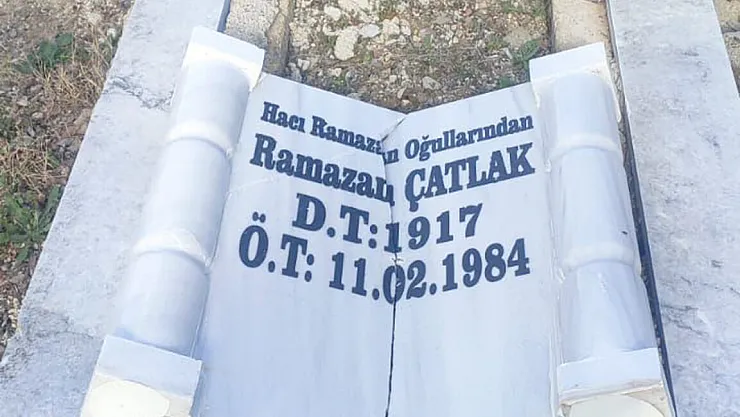 Hacı Ramazan Oğullarından
Ramazan ÇATLAK
D.T: 1917
Ö.T: 11.02.1984